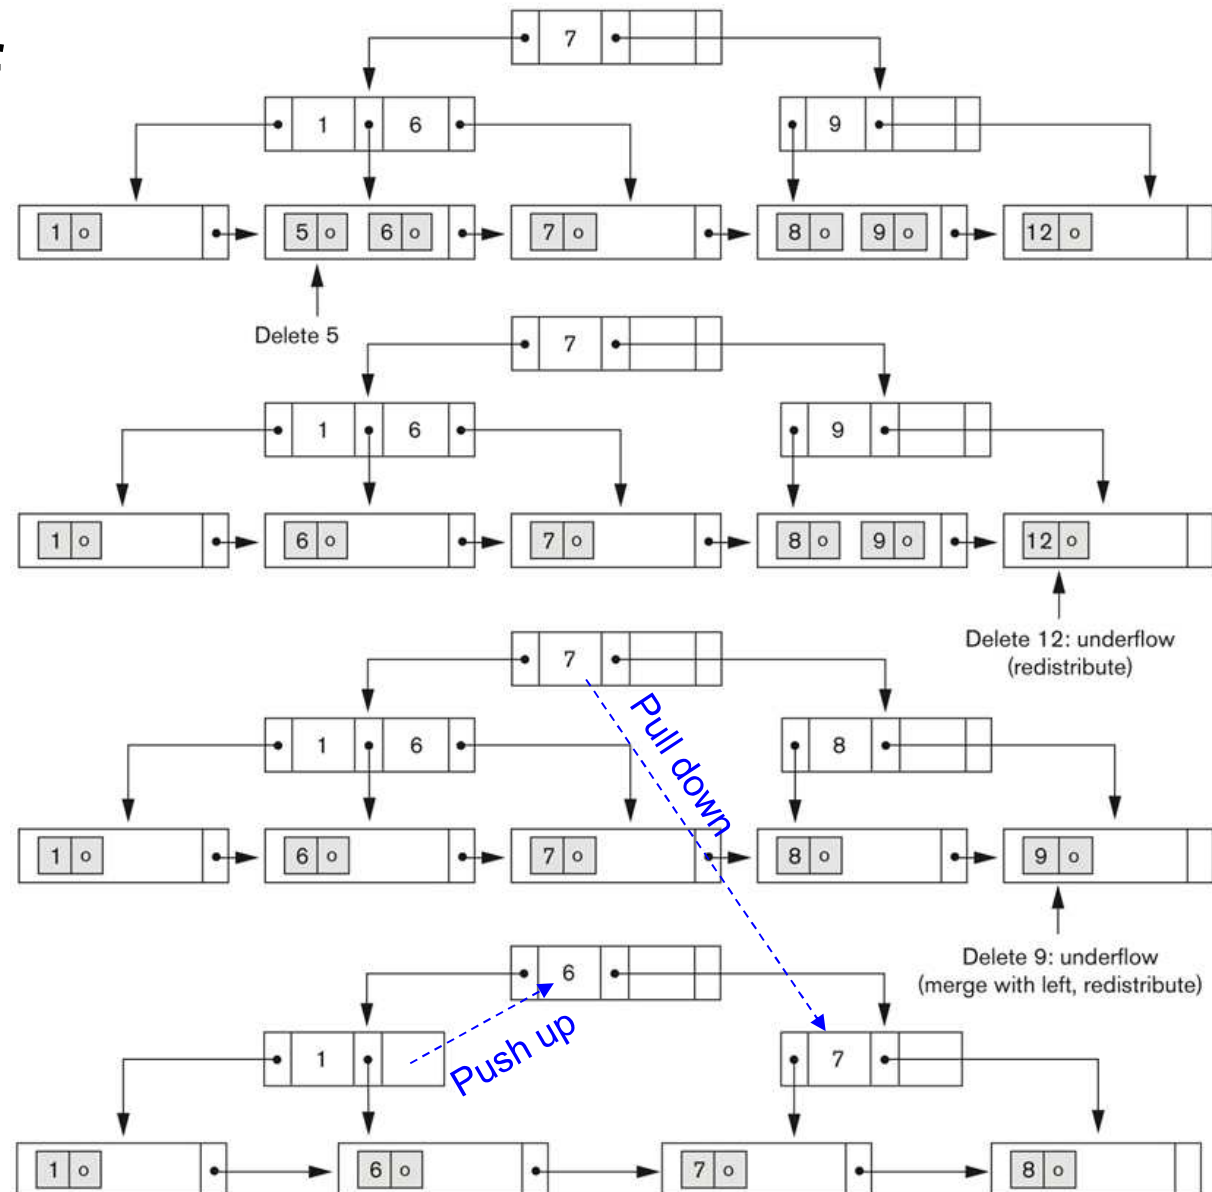 7
1 6
9
1 o
5 o 6 o
7 o
8 o 9 o
12 o
Delete 5
7
1 6
9
1 o
6 o
7 o
8 o 9 o
12 o
Delete 12: underflow
(redistribute)
7
Pull down
1 6
8
1 o
6 o
7 o
8 o
9 o
Delete 9: underflow
(merge with left, redistribute)
6
Push up
1
7
1 o
6 o
7 o
8 o